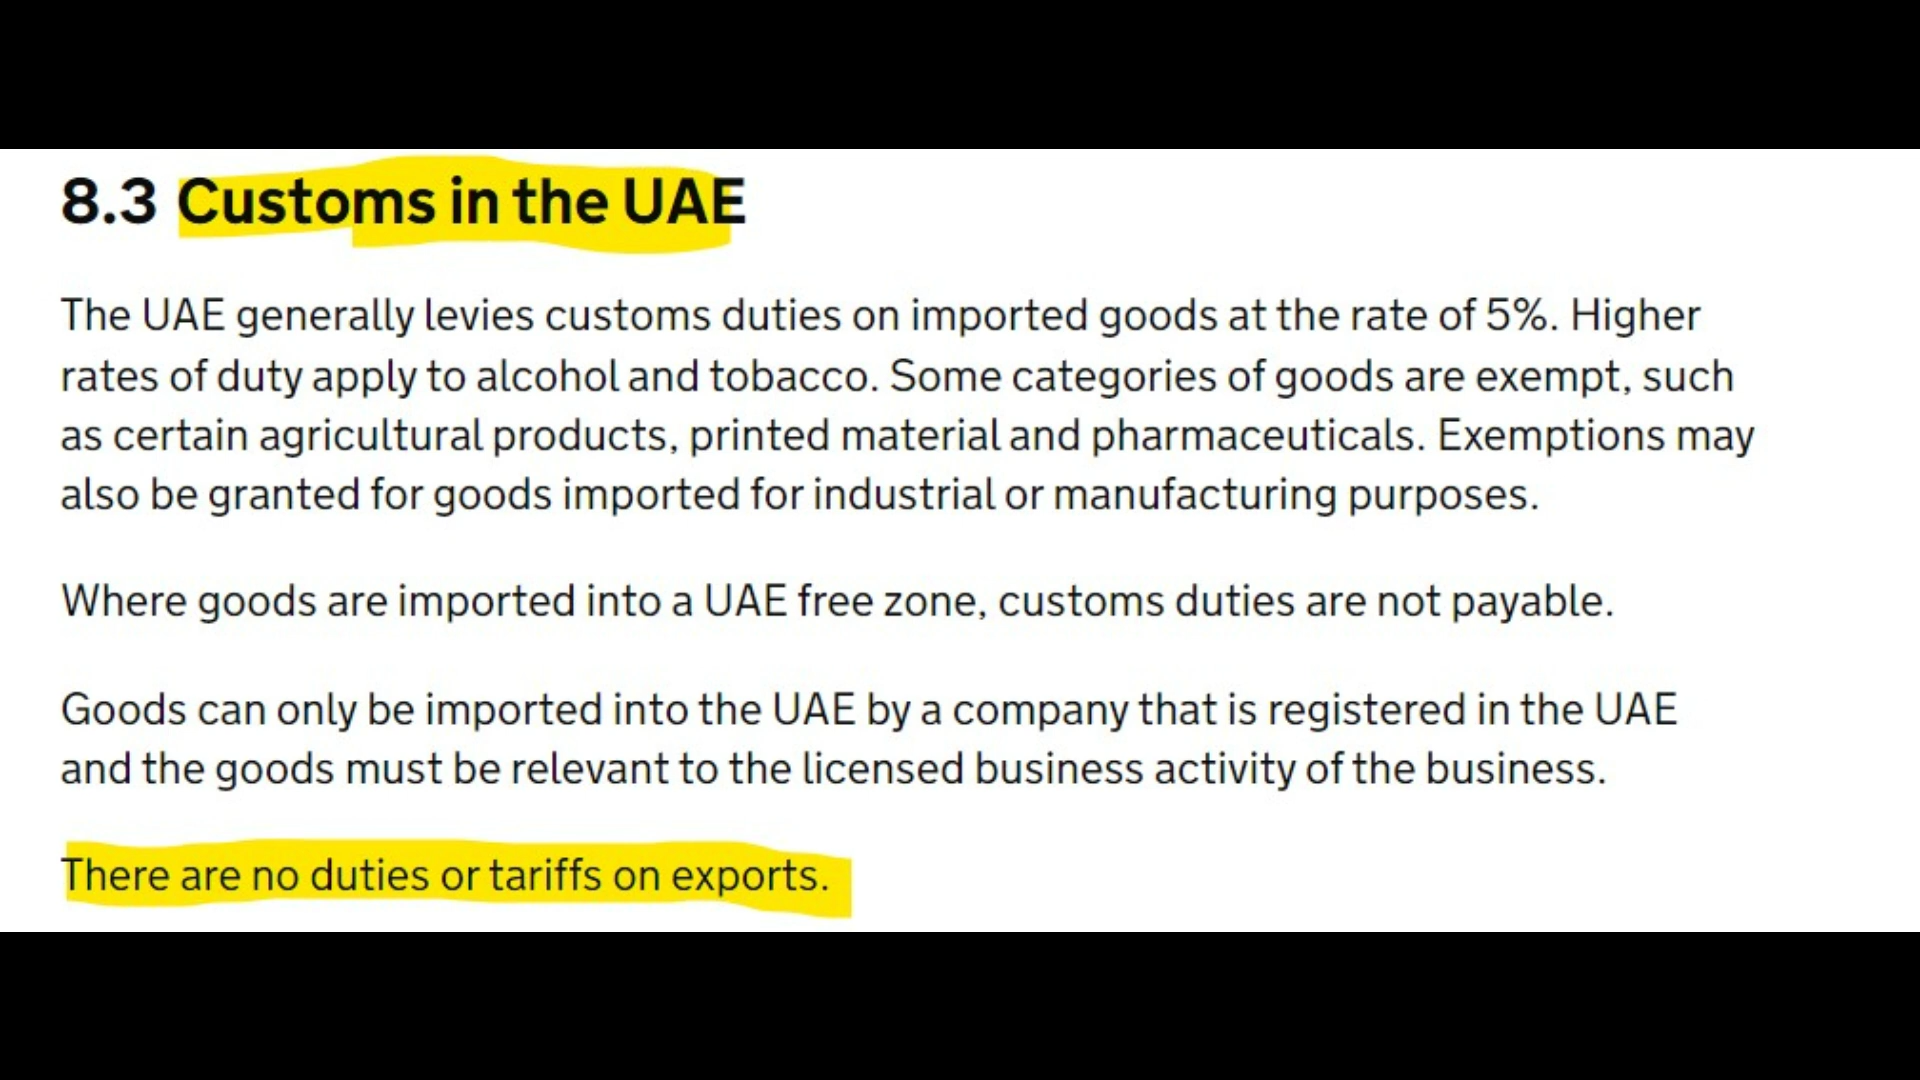 8.3 Customs in the UAE
The UAE generally levies customs duties on imported goods at the rate of 5%. Higher
rates of duty apply to alcohol and tobacco. Some categories of goods are exempt, such
as certain agricultural products, printed material and pharmaceuticals. Exemptions may
also be granted for goods imported for industrial or manufacturing purposes.
Where goods are imported into a UAE free zone, customs duties are not payable.
Goods can only be imported into the UAE by a company that is registered in the UAE
and the goods must be relevant to the licensed business activity of the business.
There are no duties or tariffs on exports.